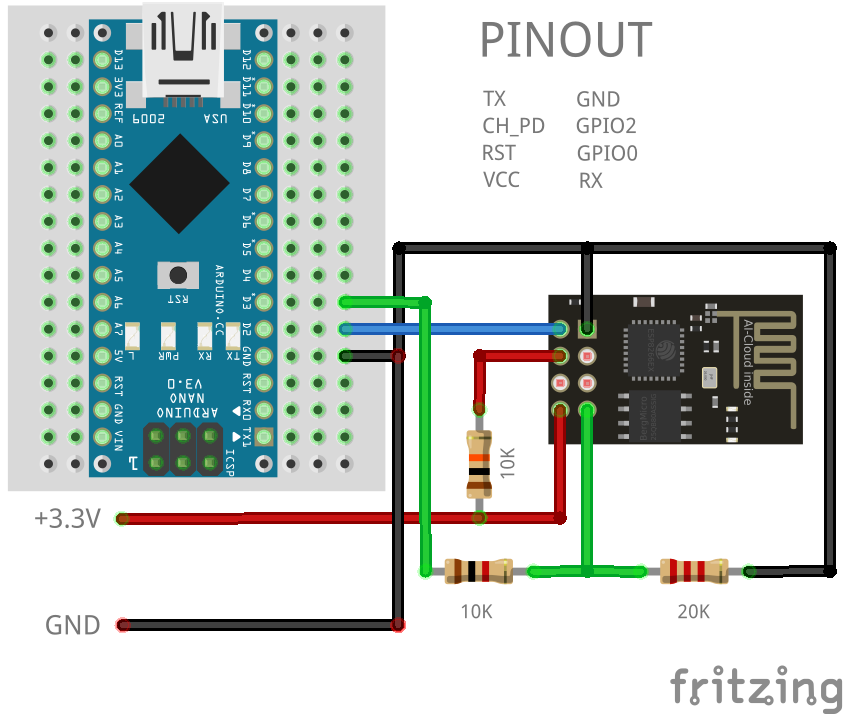 PINOUT
TX GND
CH_PD GPIO2
RST GPIO0
VCC RX
USA
2009
D13
3V3
REF
A0
A1
A2
A3
A4
A5
A6
A7
5V
RST
GND
VIN
D12
D11
D10
D9
D8
D7
D6
D5
D4
D3
D2
GND
RST
RX0
TX1
RST
ARDUINO.CC
L
PWR
RX
TX
ARDUINO
NANO
V3.0
1
ICSP
AI-Cloud inside
10K
+3.3V
10K
20K
GND
fritzing